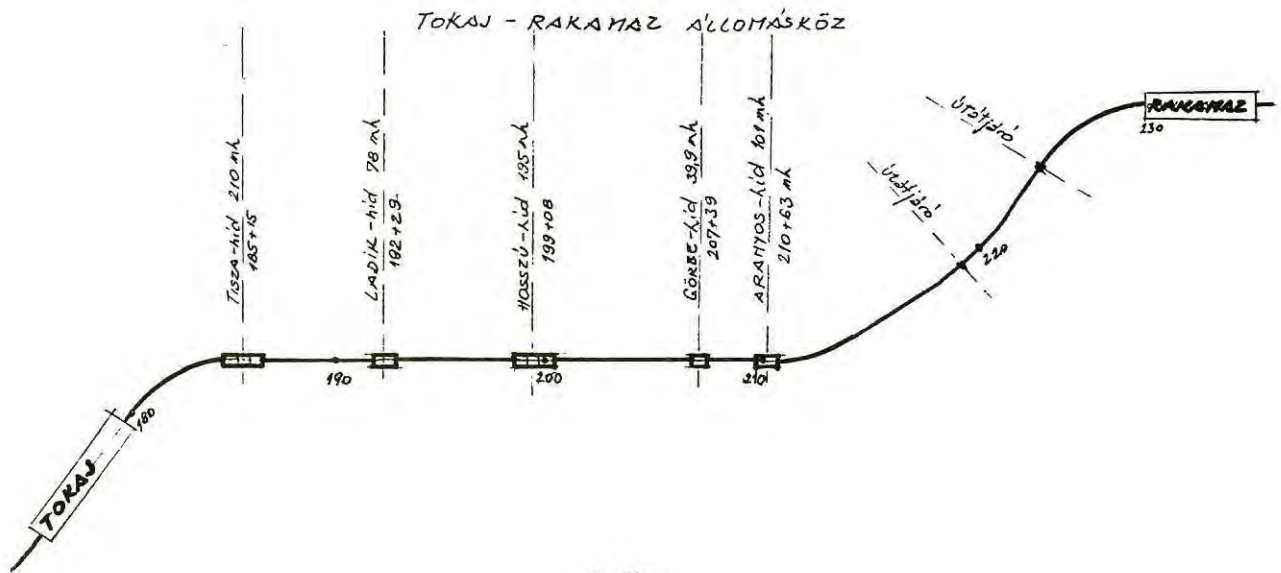 TOKAJ - RAKAMAZ ÁLLOMÁSKÖZ
TISZA-híd 210 mh
185+15
LADIK-híd 78 mh
192+29
HOSSZÚ-híd 195 mh
199+08
GÖRBE-híd 39,9 mh
207+39
ARANYOS-híd 101 mh
210+63 mh
útátjáró
útátjáró
RAKAMAZ
230
220
190
200
210
180
TOKAJ